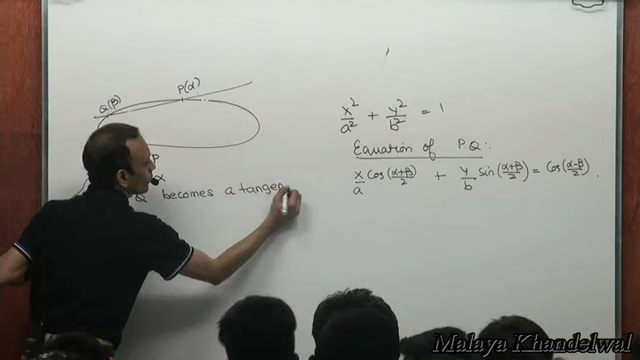 P(α)
Q(β)
P
α
Q becomes a tangen
x²/a² + y²/b² = 1
Equation of PQ:
x/a cos(α+β/2) + y/b sin(α+β/2) = cos(α-β/2).
Malaya Khandelwal